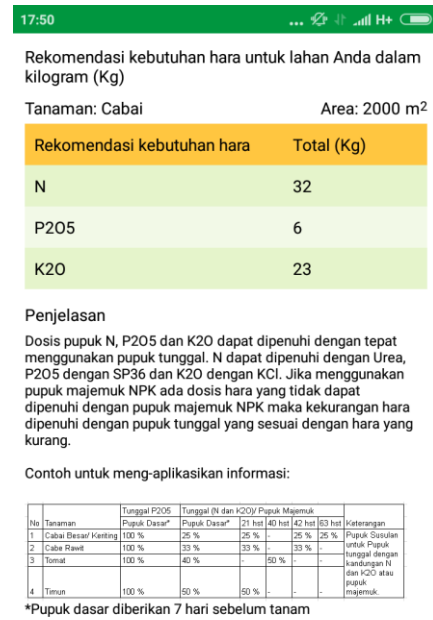 17:50
... H+
Rekomendasi kebutuhan hara untuk lahan Anda dalam
kilogram (Kg)
Tanaman: Cabai Area: 2000 m2
Rekomendasi kebutuhan hara Total (Kg)
N 32
P2O5 6
K2O 23
Penjelasan
Dosis pupuk N, P2O5 dan K2O dapat dipenuhi dengan tepat
menggunakan pupuk tunggal. N dapat dipenuhi dengan Urea,
P2O5 dengan SP36 dan K2O dengan KCl. Jika menggunakan
pupuk majemuk NPK ada dosis hara yang tidak dapat
dipenuhi dengan pupuk majemuk NPK maka kekurangan hara
dipenuhi dengan pupuk tunggal yang sesuai dengan hara yang
kurang.
Contoh untuk meng-aplikasikan informasi:
Tunggal P2O5 Tunggal (N dan K2O)/ Pupuk Majemuk
No Tanaman Pupuk Dasar* Pupuk Dasar* 21 hst 40 hst 42 hst 63 hst Keterangan
1 Cabai Besar/ Keriting 100 % 25 % 25 % - 25 % 25 %
2 Cabe Rawit 100 % 33 % 33 % - 33 % -
3 Tomat 100 % 40 % - 50 % - -
4 Timun 100 % 50 % 50 % - - -
Pupuk Susulan
untuk Pupuk
tunggal dengan
kandungan N
dan K2O atau
pupuk
majemuk.
*Pupuk dasar diberikan 7 hari sebelum tanam